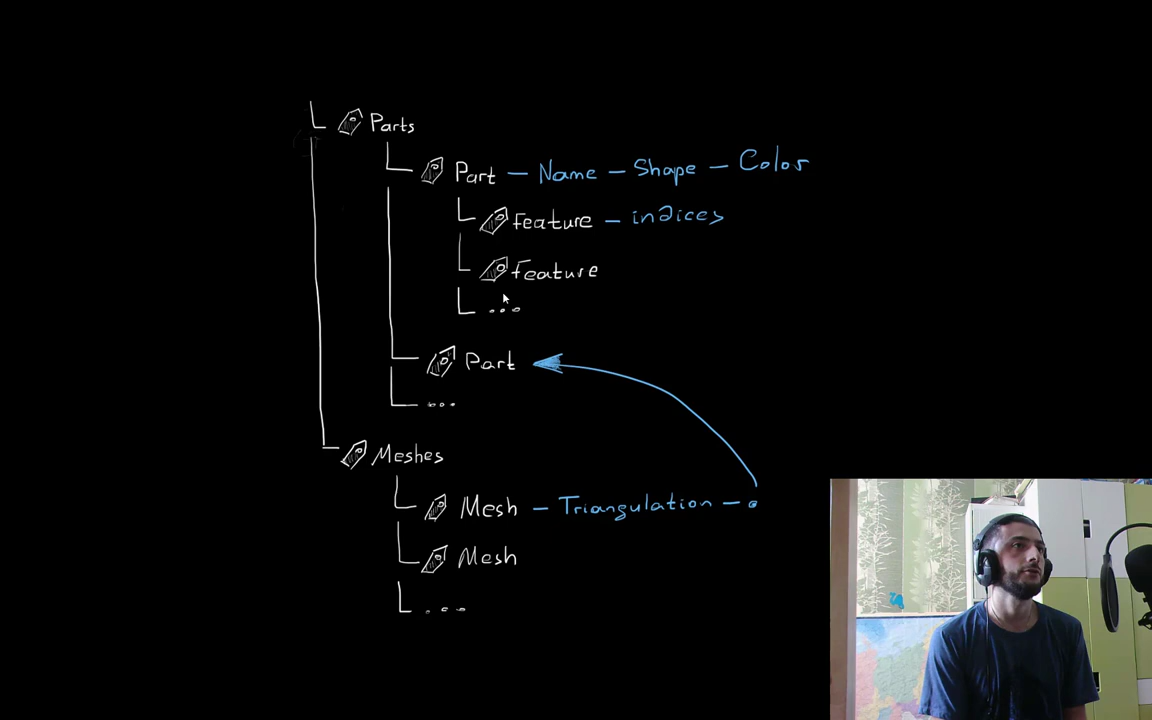 Parts
Part – Name – Shape – Color
Feature – indices
Feature
...
Part
...
Meshes
Mesh – Triangulation –
Mesh
...